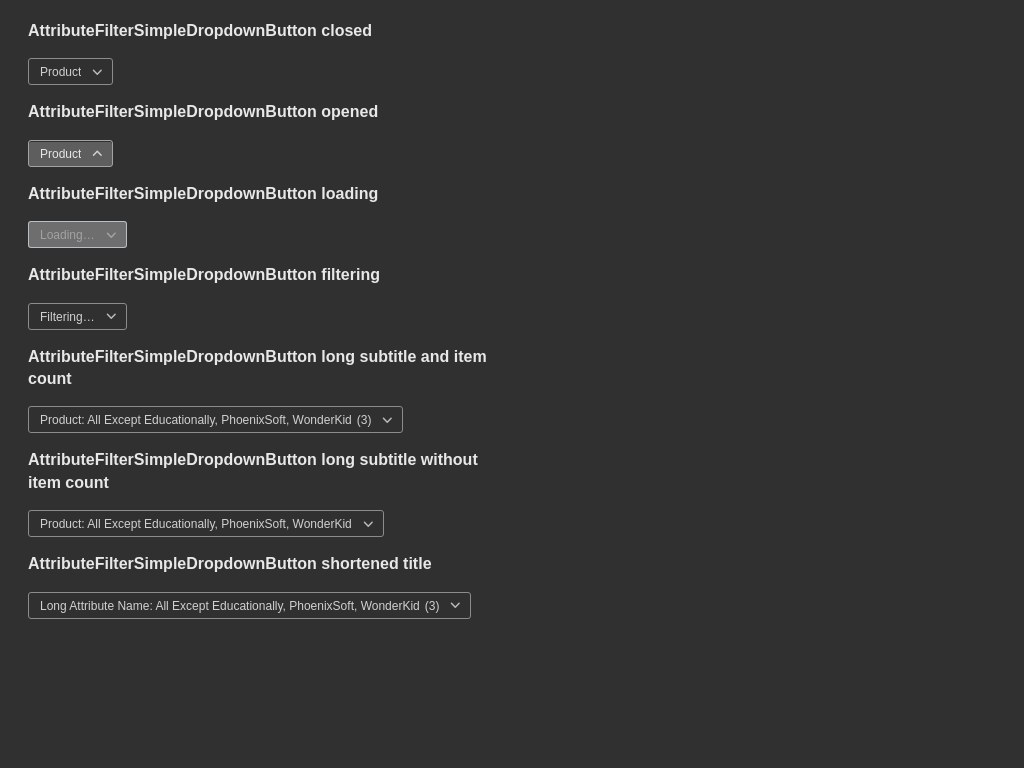 AttributeFilterSimpleDropdownButton closed
Product
AttributeFilterSimpleDropdownButton opened
Product
AttributeFilterSimpleDropdownButton loading
Loading…
AttributeFilterSimpleDropdownButton filtering
Filtering…
AttributeFilterSimpleDropdownButton long subtitle and item
count
Product: All Except Educationally, PhoenixSoft, WonderKid (3)
AttributeFilterSimpleDropdownButton long subtitle without
item count
Product: All Except Educationally, PhoenixSoft, WonderKid
AttributeFilterSimpleDropdownButton shortened title
Long Attribute Name: All Except Educationally, PhoenixSoft, WonderKid (3)